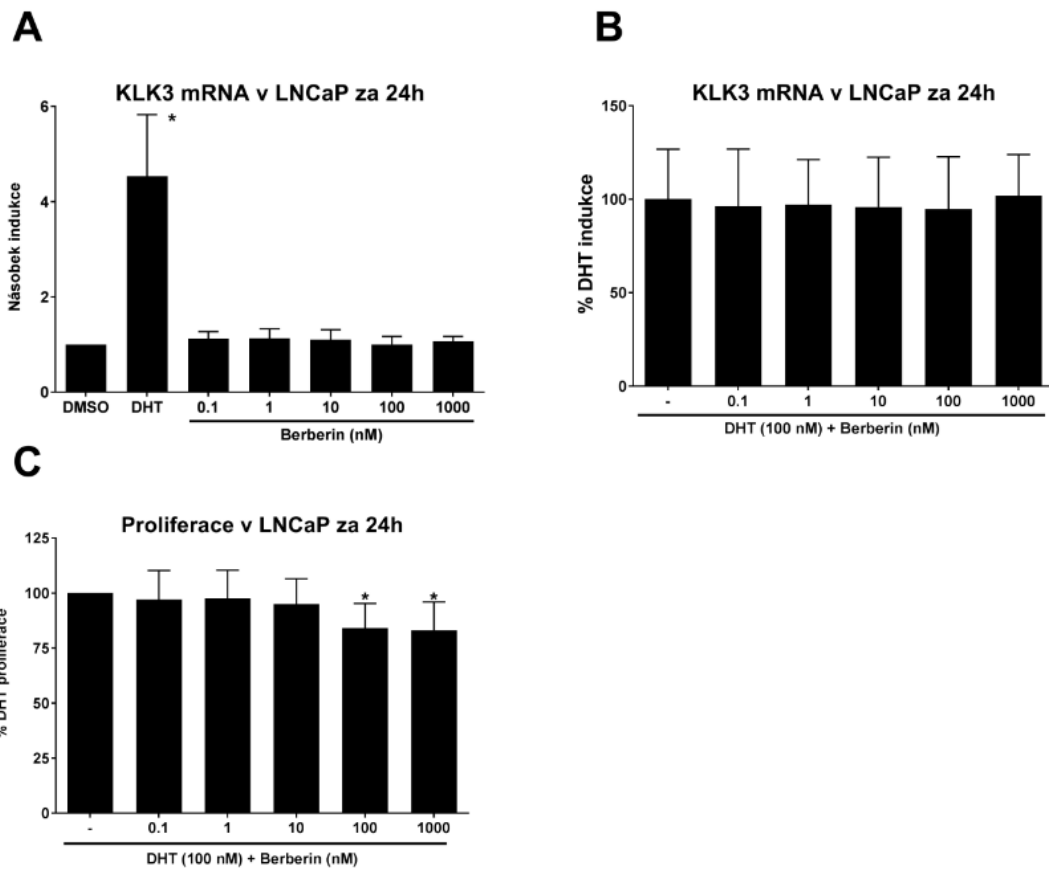 A
KLK3 mRNA v LNCaP za 24h
Násobek indukce
6
4
2
0
*
DMSO DHT 0.1 1 10 100 1000
Berberin (nM)
B
KLK3 mRNA v LNCaP za 24h
% DHT indukce
150
100
50
0
- 0.1 1 10 100 1000
DHT (100 nM) + Berberin (nM)
C
Proliferace v LNCaP za 24h
% DHT proliferace
125
100
75
50
25
0
* *
- 0.1 1 10 100 1000
DHT (100 nM) + Berberin (nM)